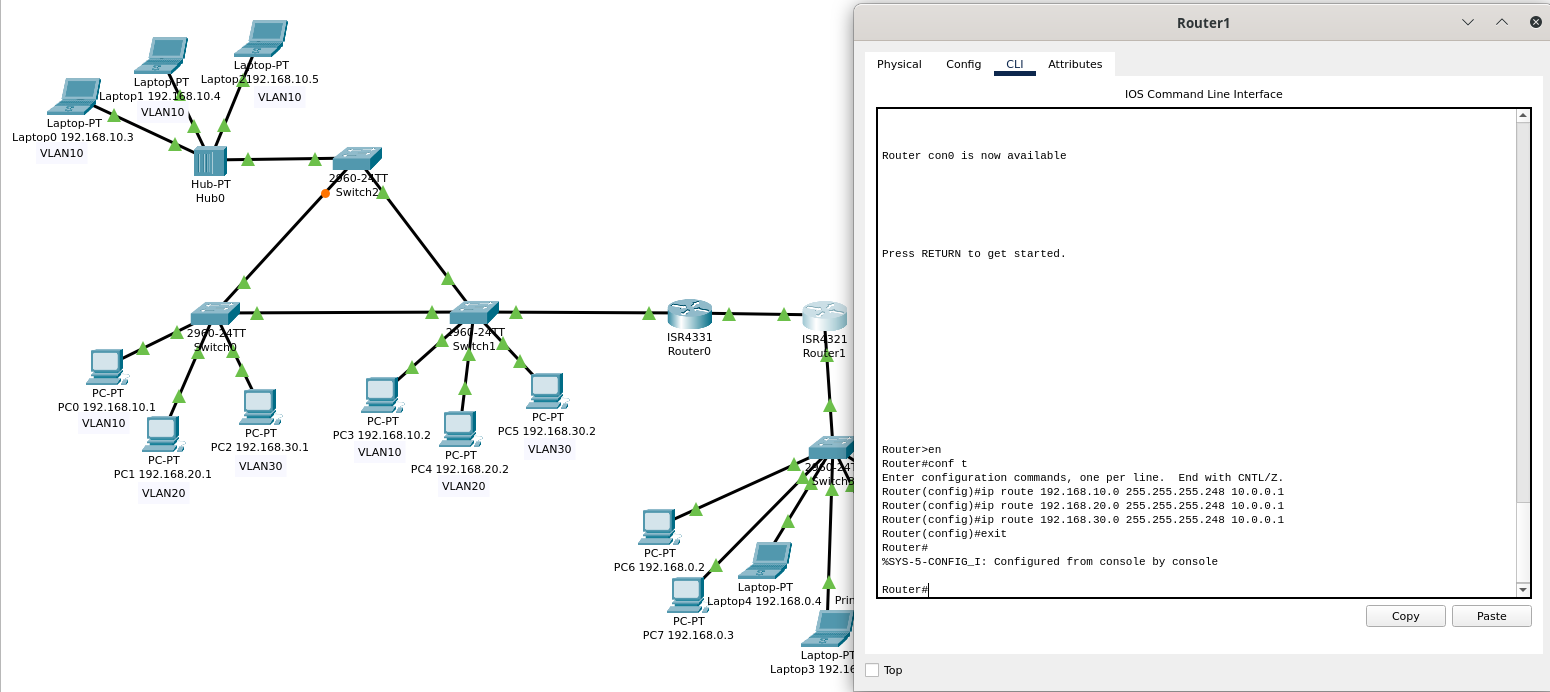 Laptop-PT
Laptop2192.168.10.5
VLAN10
Laptop-PT
Laptop1 192.168.10.4
VLAN10
Laptop-PT
Laptop0 192.168.10.3
VLAN10
Hub-PT
Hub0
2960-24TT
Switch2
2960-24TT
Switch0
2960-24TT
Switch1
ISR4331
Router0
ISR4321
Router1
PC-PT
PC0 192.168.10.1
VLAN10
PC-PT
PC1 192.168.20.1
VLAN20
PC-PT
PC2 192.168.30.1
VLAN30
PC-PT
PC3 192.168.10.2
VLAN10
PC-PT
PC4 192.168.20.2
VLAN20
PC-PT
PC5 192.168.30.2
VLAN30
2960-24T
Switch3
PC-PT
PC6 192.168.0.2
PC-PT
PC7 192.168.0.3
Laptop-PT
Laptop4 192.168.0.4
Prin
Laptop-PT
Laptop3 192.16
Router1
Physical Config CLI Attributes
IOS Command Line Interface
Router con0 is now available
Press RETURN to get started.
Router>en
Router#conf t
Enter configuration commands, one per line.  End with CNTL/Z.
Router(config)#ip route 192.168.10.0 255.255.255.248 10.0.0.1
Router(config)#ip route 192.168.20.0 255.255.255.248 10.0.0.1
Router(config)#ip route 192.168.30.0 255.255.255.248 10.0.0.1
Router(config)#exit
Router#
%SYS-5-CONFIG_I: Configured from console by console
Router#
Copy Paste
Top